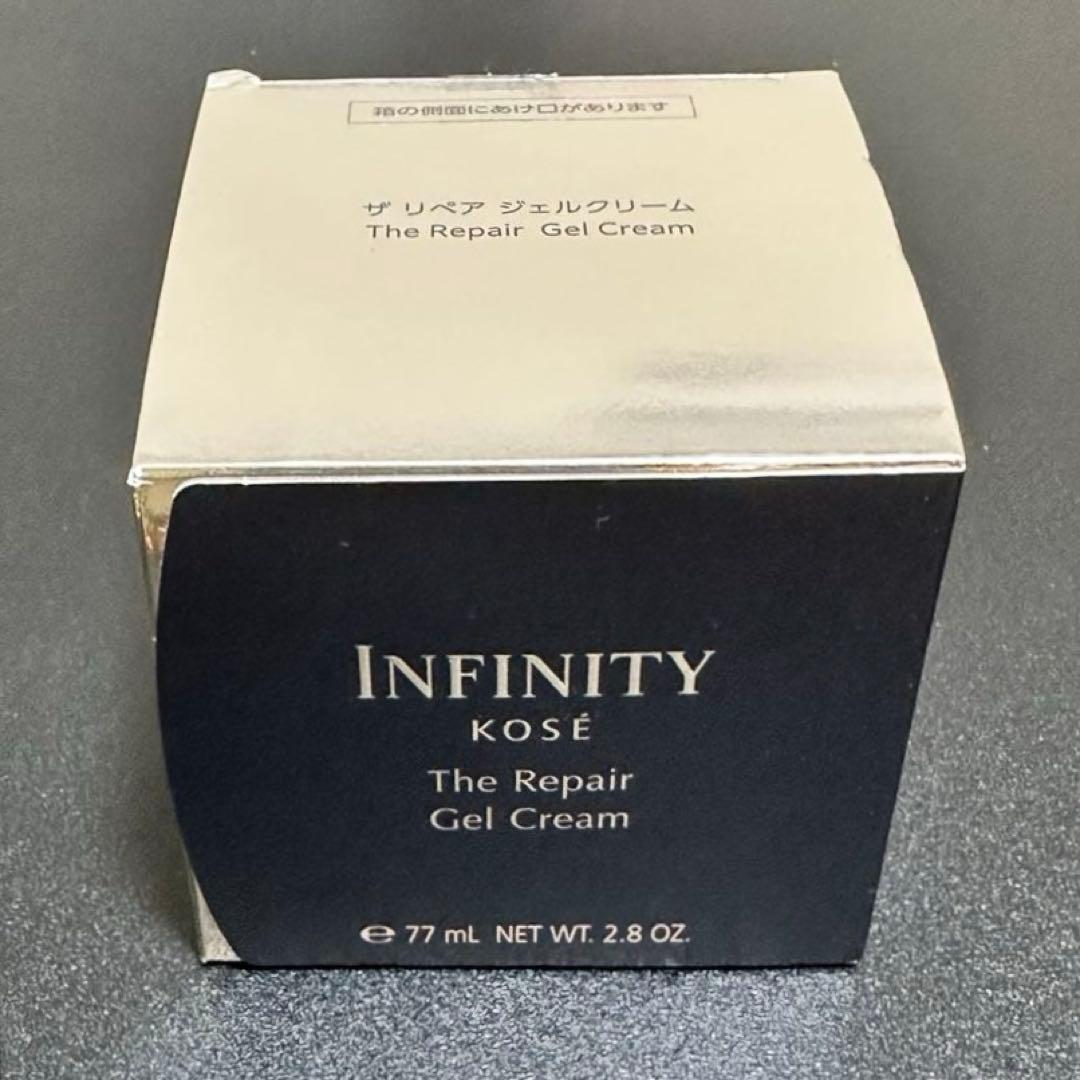 箱の側面にあけ口があります
ザ リペア ジェルクリーム
The Repair Gel Cream
INFINITY
KOSÉ
The Repair
Gel Cream
℮ 77 mL NET WT. 2.8 OZ.